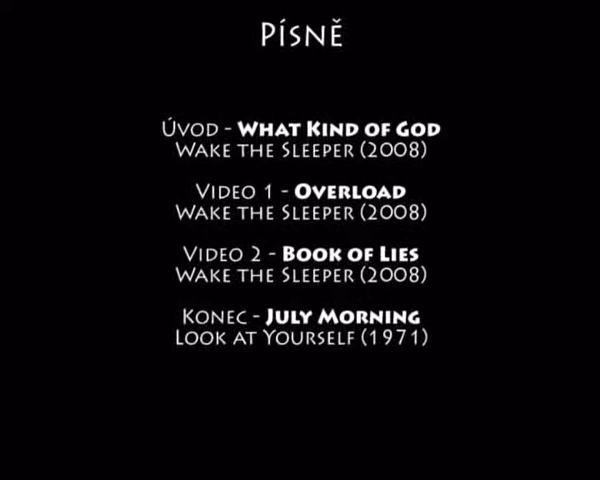 Písně
Úvod - What Kind of God
Wake the Sleeper (2008)
Video 1 - Overload
Wake the Sleeper (2008)
Video 2 - Book of Lies
Wake the Sleeper (2008)
Konec - July Morning
Look at Yourself (1971)